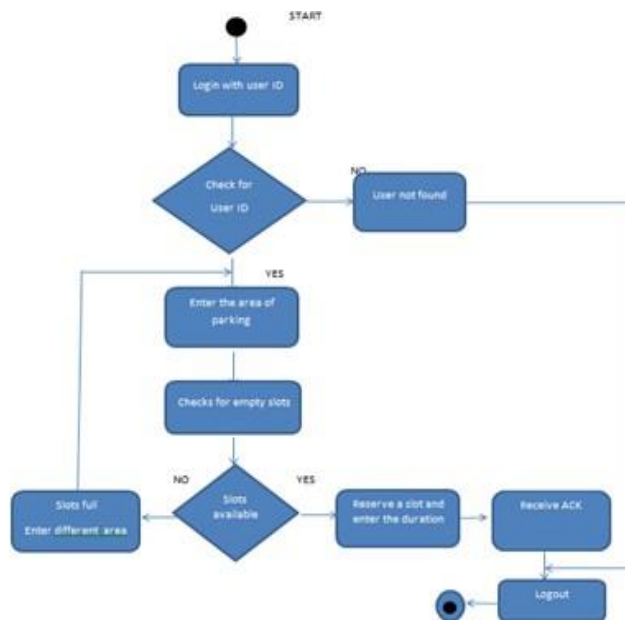 START
Login with user ID
Check for
User ID
NO
User not found
YES
Enter the area of
parking
Checks for empty slots
NO
YES
Slots
available
Slots full
Enter different area
Reserve a slot and
enter the duration
Receive ACK
Logout